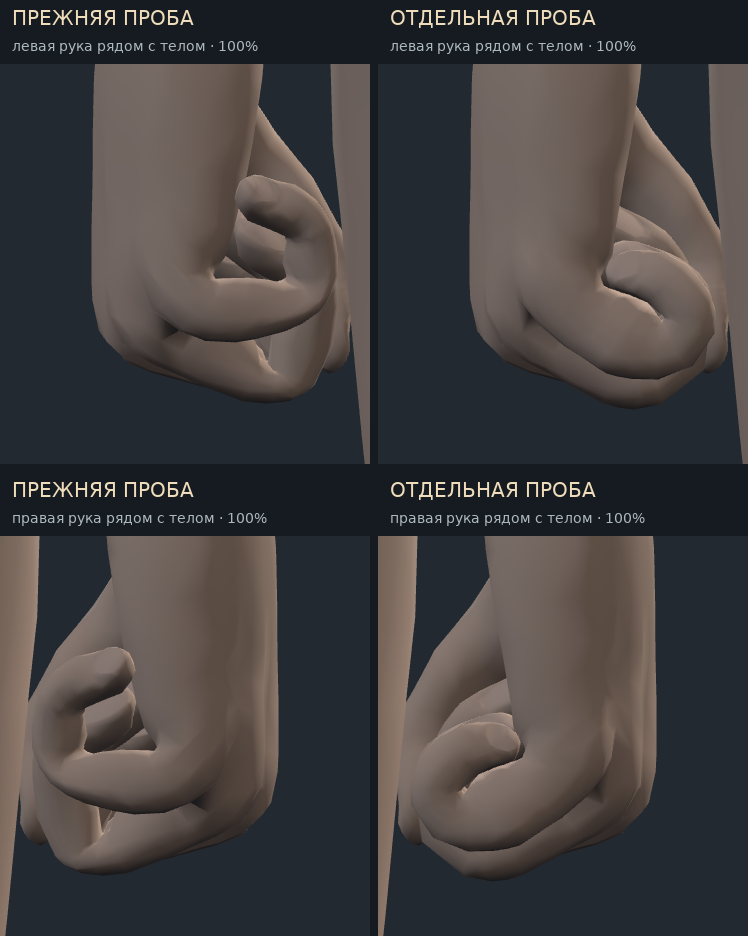 ПРЕЖНЯЯ ПРОБА
левая рука рядом с телом · 100%
ОТДЕЛЬНАЯ ПРОБА
левая рука рядом с телом · 100%
ПРЕЖНЯЯ ПРОБА
правая рука рядом с телом · 100%
ОТДЕЛЬНАЯ ПРОБА
правая рука рядом с телом · 100%